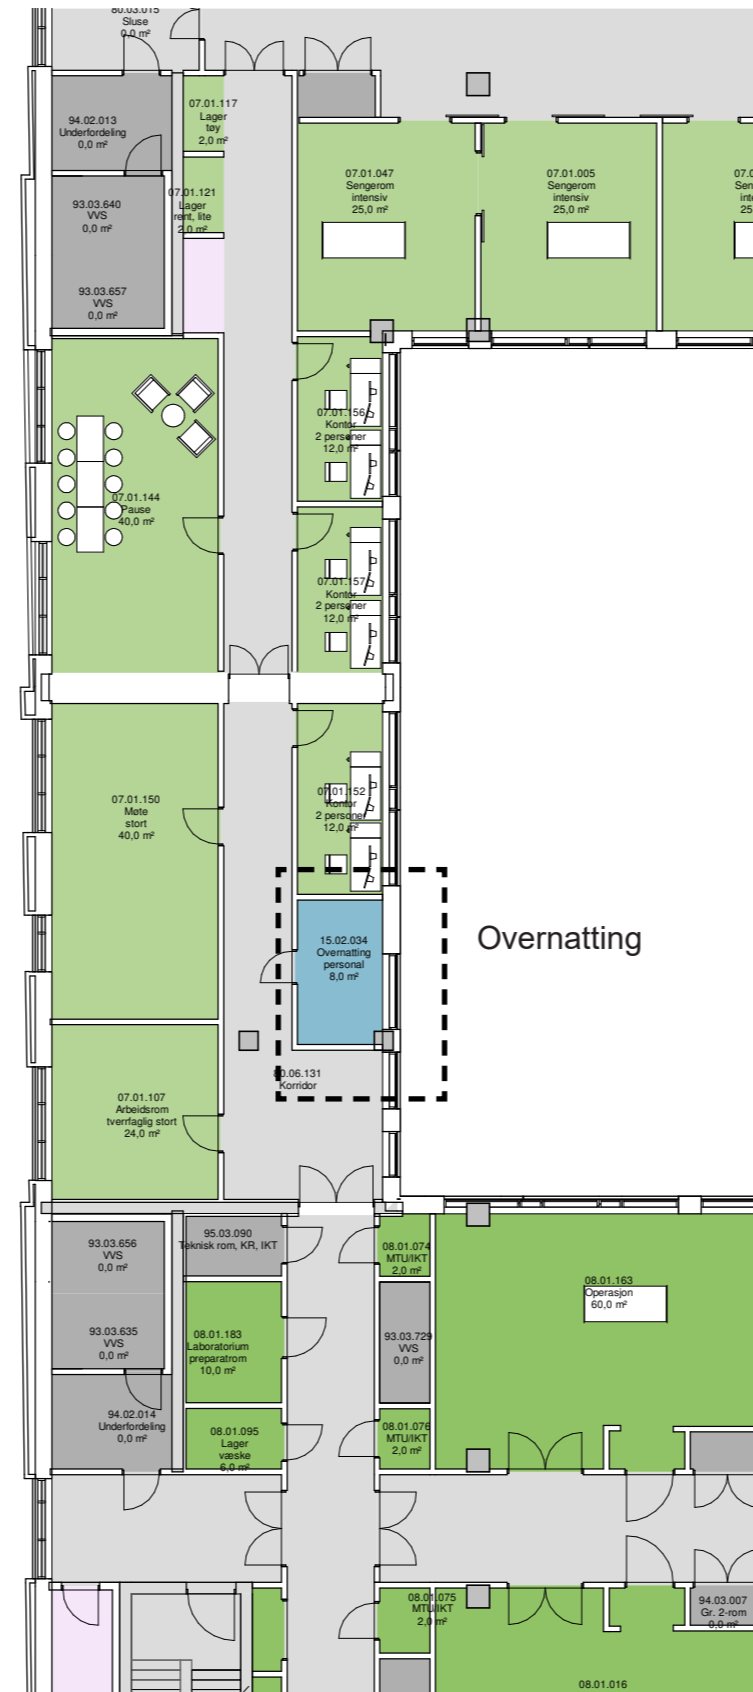 80.03.015
Sluse
0,0 m²
94.02.013
Underfordeling
0,0 m²
07.01.117
Lager
tøy
2,0 m²
07.01.047
Sengerom
intensiv
25,0 m²
07.01.005
Sengerom
intensiv
25,0 m²
07.0
Sen
inte
25
93.03.640
VVS
0,0 m²
07.01.121
Lager
rent, lite
2,0 m²
93.03.657
VVS
0,0 m²
07.01.156
Kontor
2 personer
12,0 m²
07.01.144
Pause
40,0 m²
07.01.157
Kontor
2 personer
12,0 m²
07.01.150
Møte
stort
40,0 m²
07.01.152
Kontor
2 personer
12,0 m²
15.02.034
Overnatting
personal
8,0 m²
Overnatting
80.06.131
Korridor
07.01.107
Arbeidsrom
tverrfaglig stort
24,0 m²
93.03.656
VVS
0,0 m²
95.03.090
Teknisk rom, KR, IKT
08.01.074
MTU/IKT
2,0 m²
08.01.163
Operasjon
60,0 m²
93.03.635
VVS
0,0 m²
08.01.183
Laboratorium
preparatrom
10,0 m²
93.03.729
VVS
0,0 m²
94.02.014
Underfordeling
0,0 m²
08.01.095
Lager
væske
6,0 m²
08.01.076
MTU/IKT
2,0 m²
08.01.075
MTU/IKT
2,0 m²
94.03.007
Gr. 2-rom
0,0 m²
08.01.016